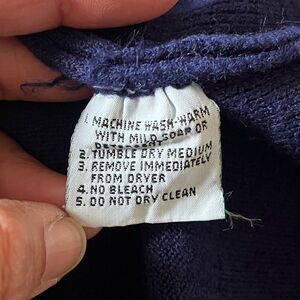 1. MACHINE WASH-WARM
WITH MILD SOAP OR
DETERGENT
2. TUMBLE DRY MEDIUM
3. REMOVE IMMEDIATELY
FROM DRYER
4. NO BLEACH
5. DO NOT DRY CLEAN